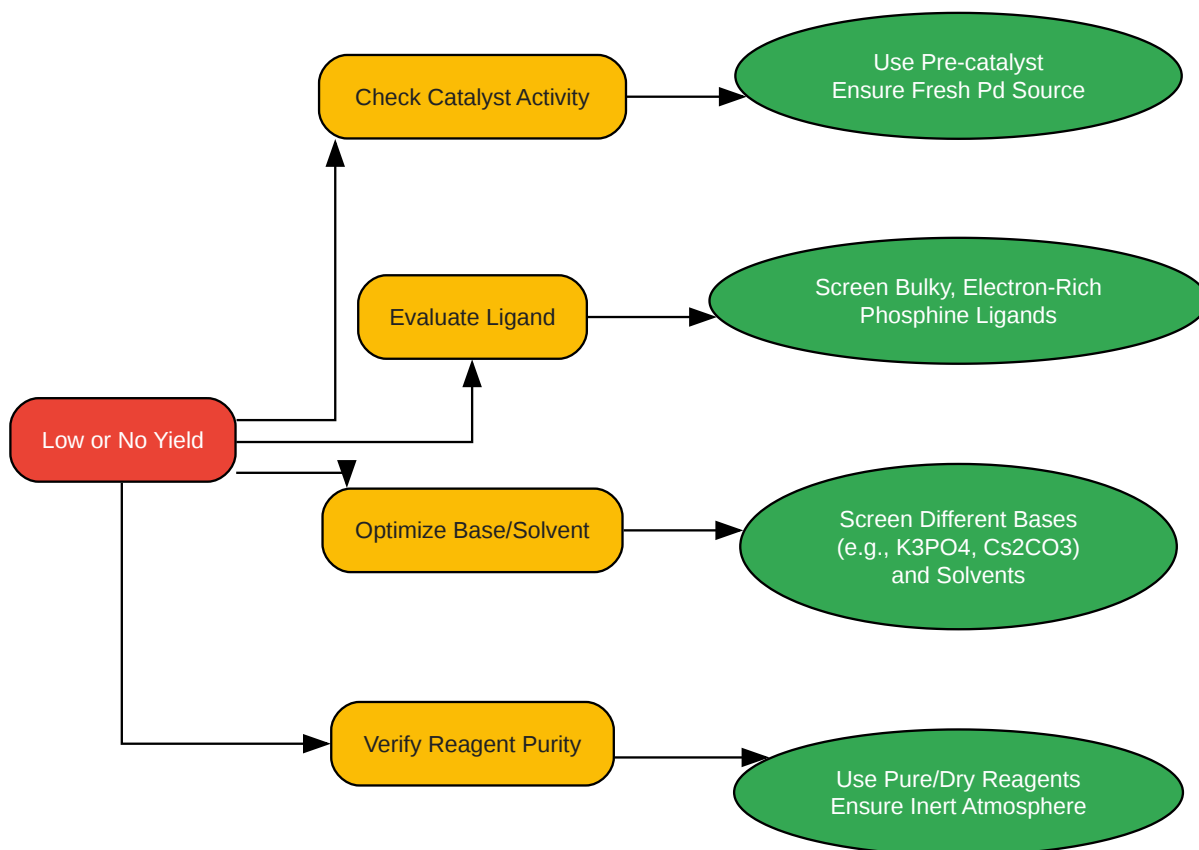 Use Pre-catalyst
Ensure Fresh Pd Source
Check Catalyst Activity
Screen Bulky, Electron-Rich
Phosphine Ligands
Evaluate Ligand
Low or No Yield
Screen Different Bases
(e.g., K3PO4, Cs2CO3)
and Solvents
Optimize Base/Solvent
Verify Reagent Purity
Use Pure/Dry Reagents
Ensure Inert Atmosphere